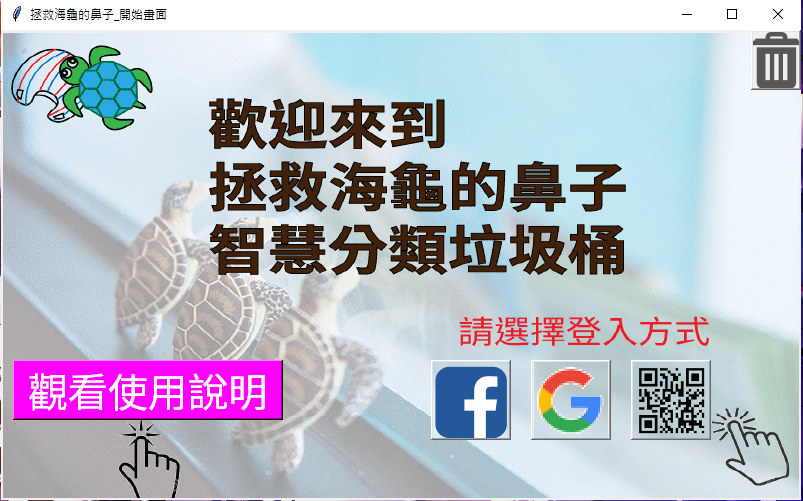 拯救海龜的鼻子_開始畫面
歡迎來到
拯救海龜的鼻子
智慧分類垃圾桶
請選擇登入方式
觀看使用說明